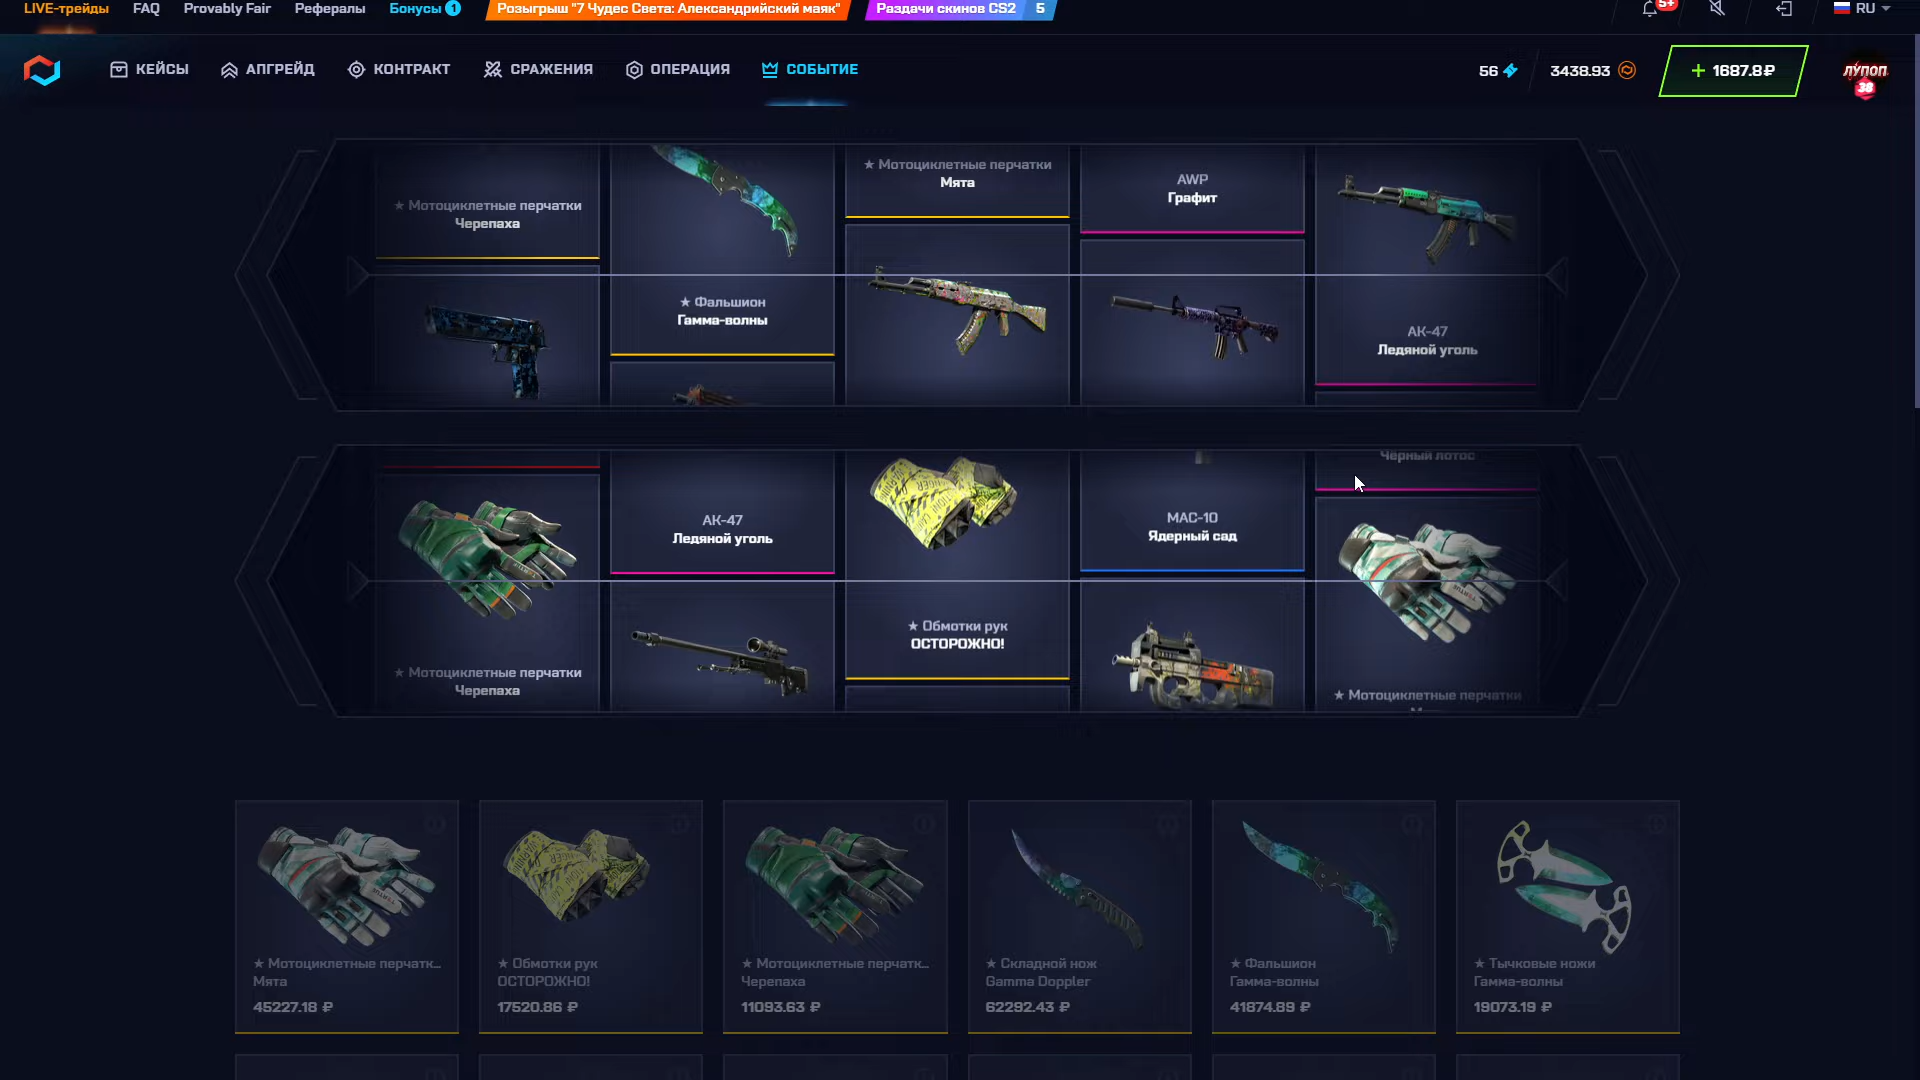 LIVE-трейды
FAQ
Provably Fair
Рефералы
Бонусы 1
Розыгрыш "7 Чудес Света: Александрийский маяк"
Раздачи скинов CS2 5
5+
RU
КЕЙСЫ
АПГРЕЙД
КОНТРАКТ
СРАЖЕНИЯ
ОПЕРАЦИЯ
СОБЫТИЕ
56
3438.93
+ 1687.8 ₽
ЛУПОП
38
★ Мотоциклетные перчатки
Черепаха
★ Фальшион
Гамма-волны
★ Мотоциклетные перчатки
Мята
AWP
Графит
AK-47
Ледяной уголь
★ Мотоциклетные перчатки
Черепаха
AK-47
Ледяной уголь
★ Обмотки рук
ОСТОРОЖНО!
MAC-10
Ядерный сад
Чёрный лотос
★ Мотоциклетные перчатки
★ Мотоциклетные перчатк...
Мята
45227.18 ₽
★ Обмотки рук
ОСТОРОЖНО!
17520.86 ₽
★ Мотоциклетные перчатк...
Черепаха
11093.63 ₽
★ Складной нож
Gamma Doppler
62292.43 ₽
★ Фальшион
Гамма-волны
41874.89 ₽
★ Тычковые ножи
Гамма-волны
19073.19 ₽